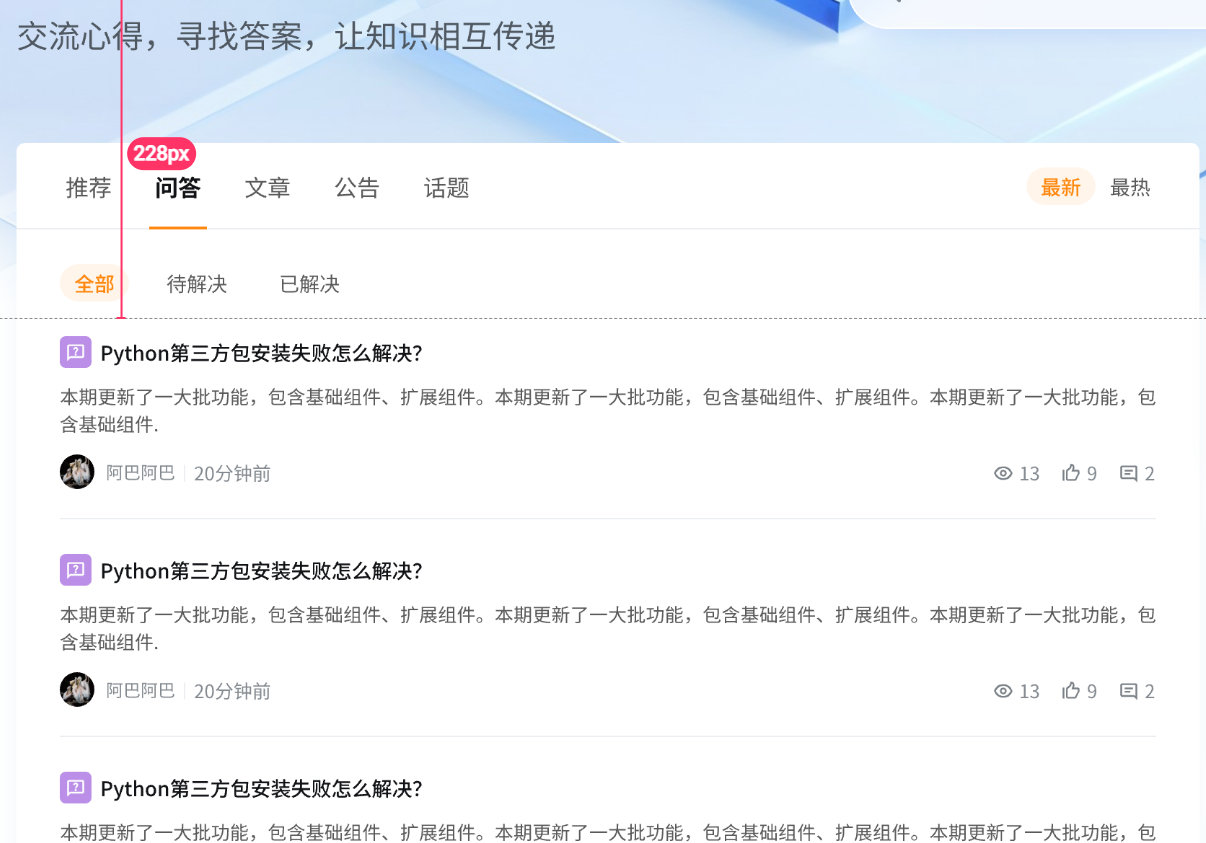 交流心得，寻找答案，让知识相互传递
228px
推荐 问答 文章 公告 话题 最新 最热
全部 待解决 已解决
Python第三方包安装失败怎么解决？
本期更新了一大批功能，包含基础组件、扩展组件。本期更新了一大批功能，包含基础组件、扩展组件。本期更新了一大批功能，包
含基础组件.
阿巴阿巴 20分钟前 13 9 2
Python第三方包安装失败怎么解决？
本期更新了一大批功能，包含基础组件、扩展组件。本期更新了一大批功能，包含基础组件、扩展组件。本期更新了一大批功能，包
含基础组件.
阿巴阿巴 20分钟前 13 9 2
Python第三方包安装失败怎么解决？
本期更新了一大批功能，包含基础组件、扩展组件。本期更新了一大批功能，包含基础组件、扩展组件。本期更新了一大批功能，包